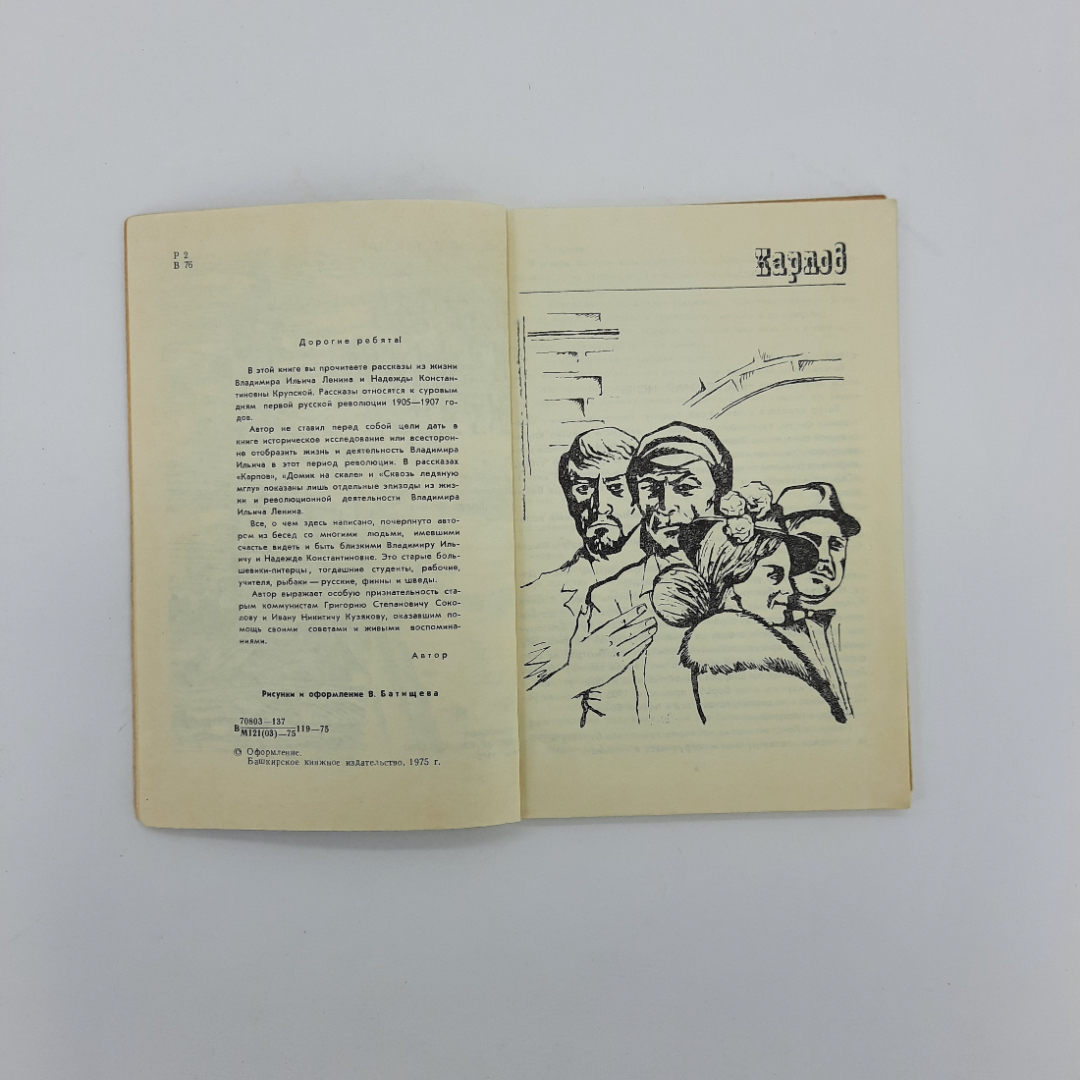 Р 2
В 76
Дорогие ребята!
В этой книге вы прочитаете рассказы из жизни
Владимира Ильича Ленина и Надежды Констан-
тиновны Крупской. Рассказы относятся к суровым
дням первой русской революции 1905—1907 го-
дов.
Автор не ставил перед собой цели дать в
книге историческое исследование или всесторон-
не отобразить жизнь и деятельность Владимира
Ильича в этот период революции. В рассказах
«Карпов», «Домик на скале» и «Сквозь ледяную
мглу» показаны лишь отдельные эпизоды из жиз-
ни и революционной деятельности Владимира
Ильича Ленина.
Все, о чем здесь написано, почерпнуто авто-
ром из бесед со многими людьми, имевшими
счастье видеть и быть близкими Владимиру Иль-
ичу и Надежде Константиновне. Это старые боль-
шевики-питерцы, тогдашние студенты, рабочие,
учителя, рыбаки — русские, финны и шведы.
Автор выражает особую признательность ста-
рым коммунистам Григорию Степановичу Соко-
лову и Ивану Никитичу Кузякову, оказавшим по-
мощь своими советами и живыми воспомина-
ниями.
Автор
Рисунки и оформление В. Батищева
70803—137
В 119—75
М121(03)—75
© Оформление.
Башкирское книжное издательство, 1975 г.
Карпов